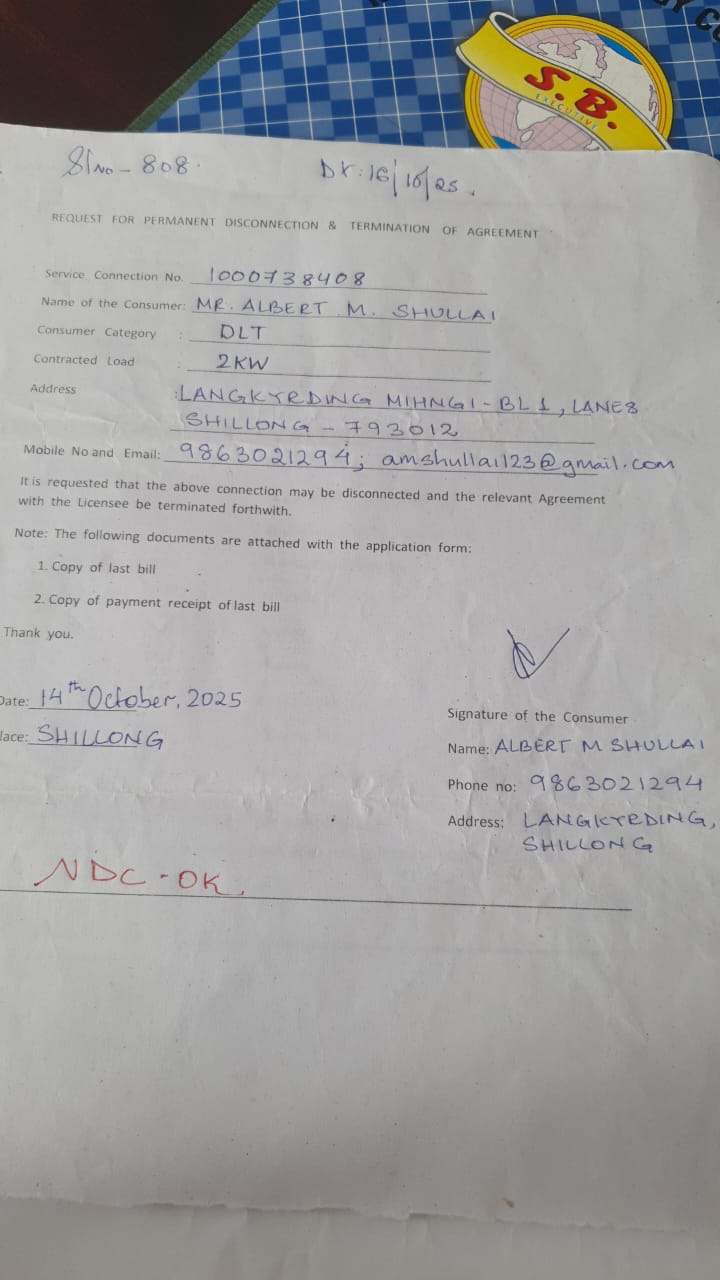 S.B.
EXECUTIVE
Sl No - 808.
Dt: 16/10/25.
REQUEST FOR PERMANENT DISCONNECTION & TERMINATION OF AGREEMENT
Service Connection No. 1000738408
Name of the Consumer: MR. ALBERT M. SHULLAI
Consumer Category : DLT
Contracted Load : 2KW
Address : LANGKYRDING MIHNGI - BL 1, LANE 8
SHILLONG - 793012
Mobile No and Email: 9863021294; amshullai123@gmail.com
It is requested that the above connection may be disconnected and the relevant Agreement
with the Licensee be terminated forthwith.
Note: The following documents are attached with the application form:
1. Copy of last bill
2. Copy of payment receipt of last bill
Thank you.
Date: 14th October, 2025
lace: SHILLONG
Signature of the Consumer
Name: ALBERT M SHULLAI
Phone no: 9863021294
Address: LANGKYRDING,
SHILLONG
NDC - OK.